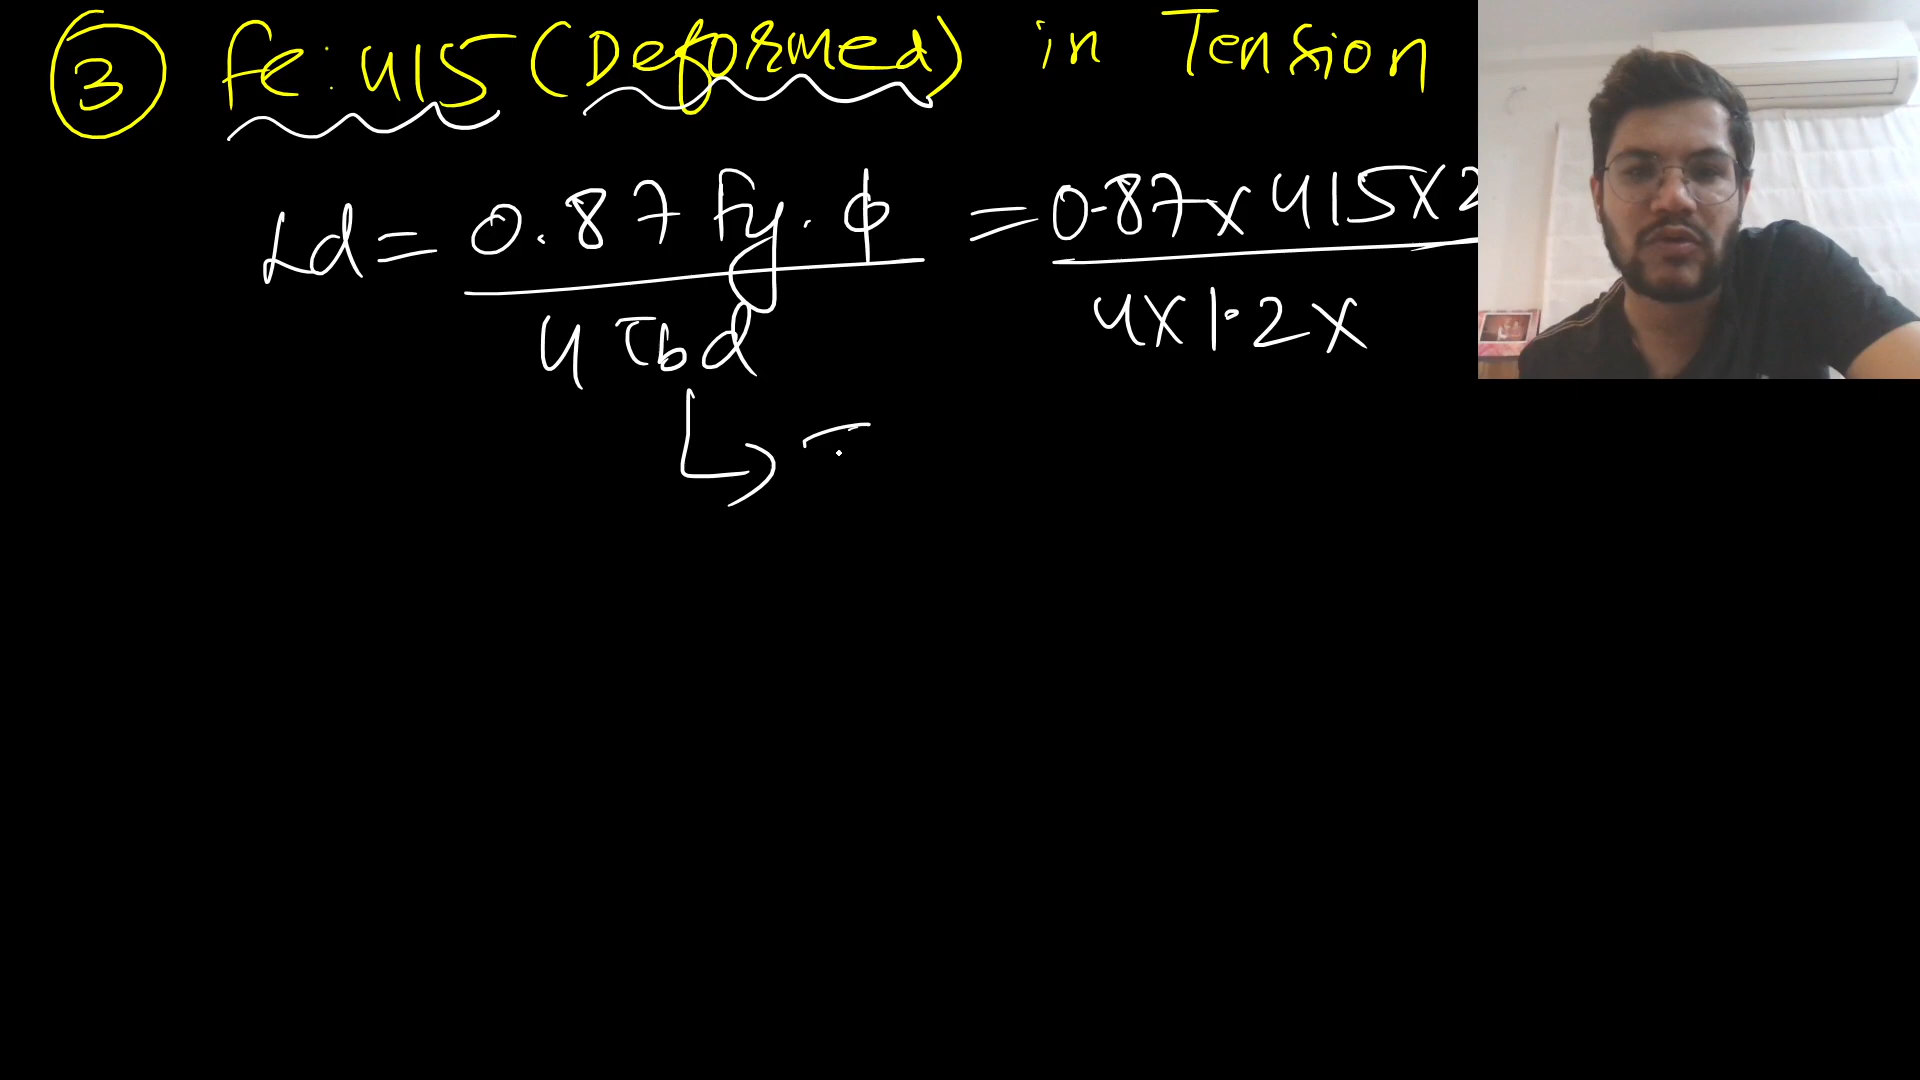 3 Fe:415 (Deformed) in Tension
Ld = 0.87 fy. ϕ / 4 τbd = 0.87 x 415 x 2 / 4 x 1.2 x